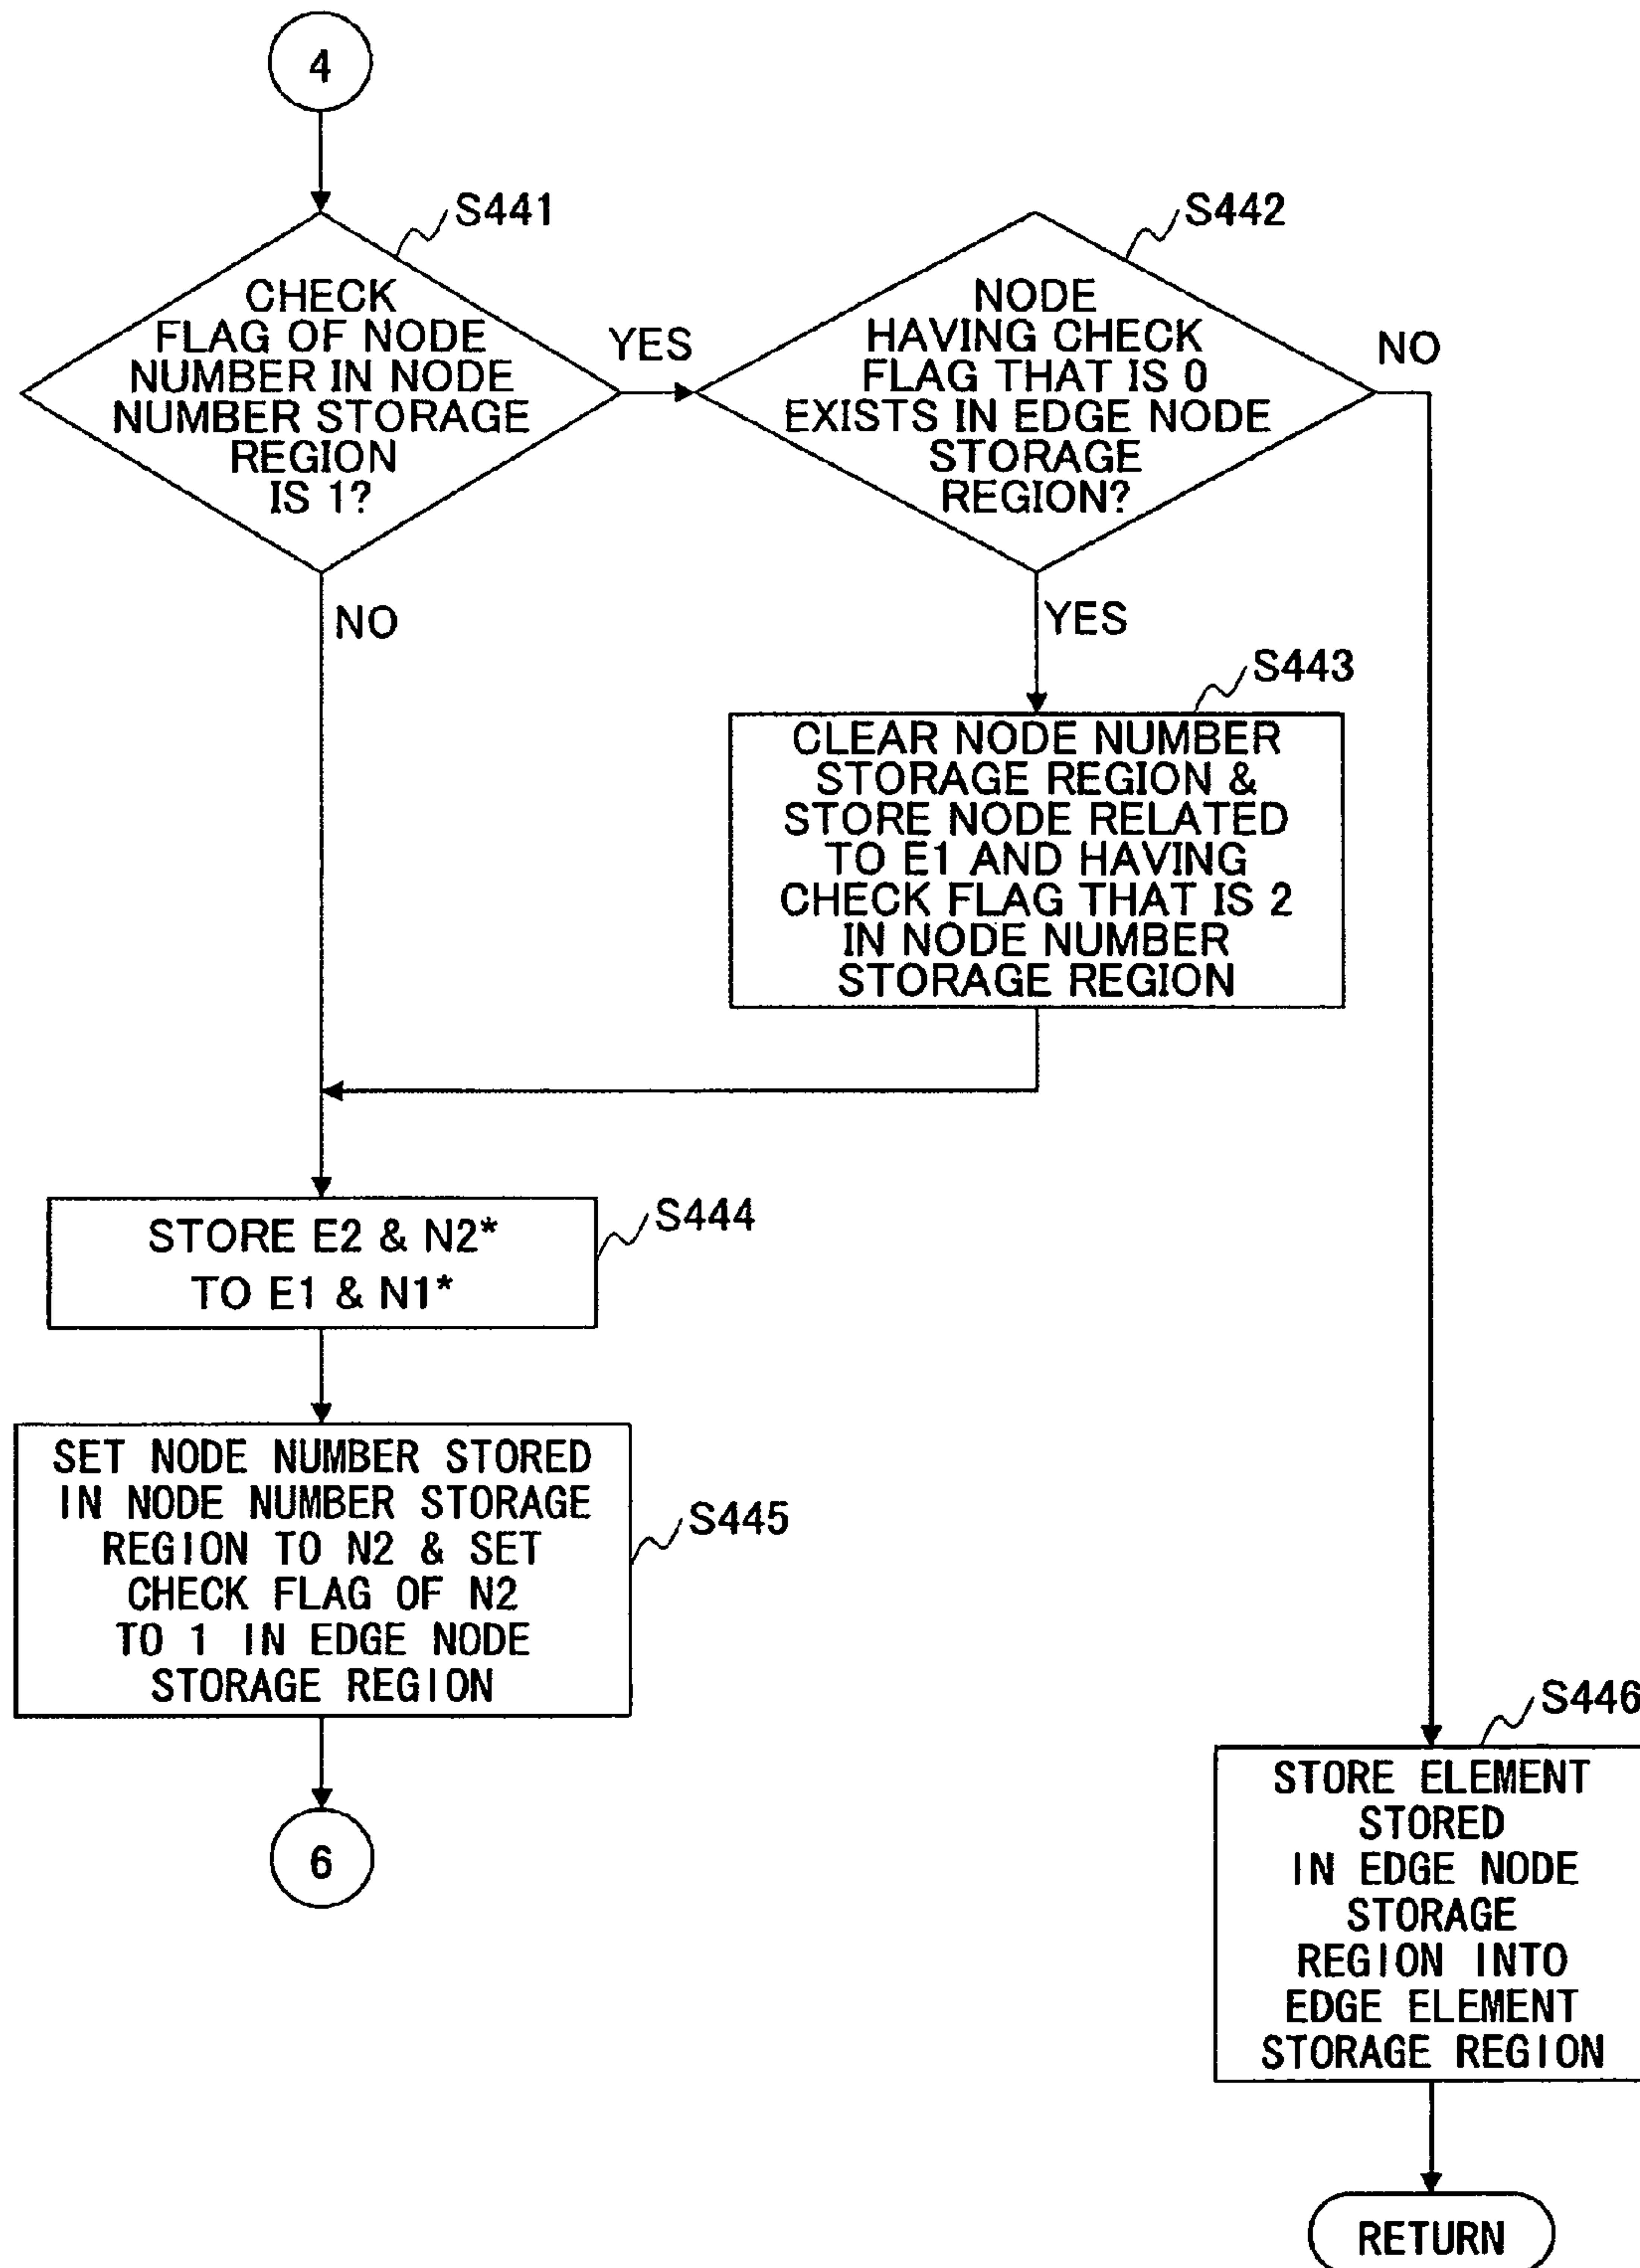 4
S441
CHECK
FLAG OF NODE
NUMBER IN NODE
NUMBER STORAGE
REGION
IS 1?
YES
NO
S442
NODE
HAVING CHECK
FLAG THAT IS 0
EXISTS IN EDGE NODE
STORAGE
REGION?
NO
YES
S443
CLEAR NODE NUMBER
STORAGE REGION &
STORE NODE RELATED
TO E1 AND HAVING
CHECK FLAG THAT IS 2
IN NODE NUMBER
STORAGE REGION
S444
STORE E2 & N2*
TO E1 & N1*
S445
SET NODE NUMBER STORED
IN NODE NUMBER STORAGE
REGION TO N2 & SET
CHECK FLAG OF N2
TO 1 IN EDGE NODE
STORAGE REGION
6
S446
STORE ELEMENT
STORED
IN EDGE NODE
STORAGE
REGION INTO
EDGE ELEMENT
STORAGE REGION
RETURN